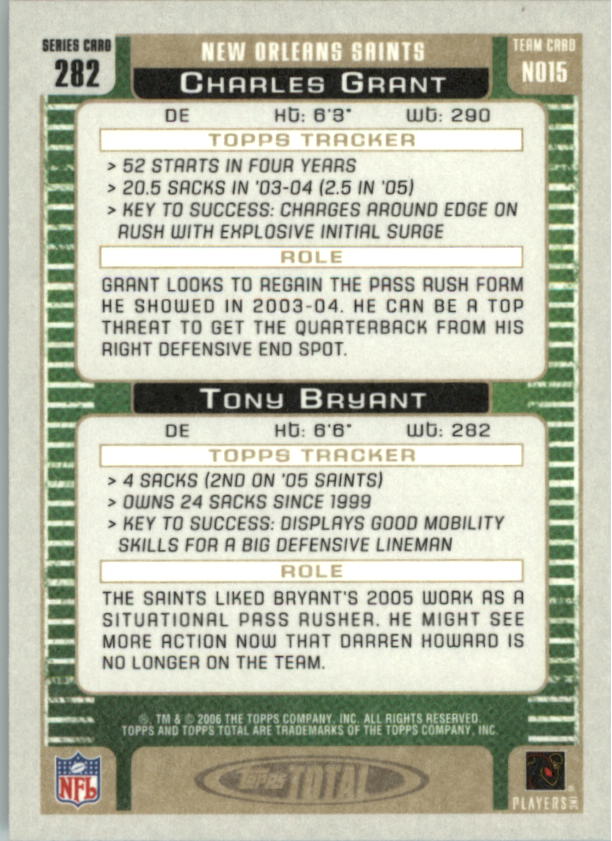 SERIES CARD
282
NEW ORLEANS SAINTS
TEAM CARD
NO15
CHARLES GRANT
DE Ht: 6'3" Wt: 290
TOPPS TRACKER
> 52 STARTS IN FOUR YEARS
> 20.5 SACKS IN '03-04 (2.5 IN '05)
> KEY TO SUCCESS: CHARGES AROUND EDGE ON
RUSH WITH EXPLOSIVE INITIAL SURGE
ROLE
GRANT LOOKS TO REGAIN THE PASS RUSH FORM
HE SHOWED IN 2003-04. HE CAN BE A TOP
THREAT TO GET THE QUARTERBACK FROM HIS
RIGHT DEFENSIVE END SPOT.
TONY BRYANT
DE Ht: 6'6" Wt: 282
TOPPS TRACKER
> 4 SACKS (2ND ON '05 SAINTS)
> OWNS 24 SACKS SINCE 1999
> KEY TO SUCCESS: DISPLAYS GOOD MOBILITY
SKILLS FOR A BIG DEFENSIVE LINEMAN
ROLE
THE SAINTS LIKED BRYANT'S 2005 WORK AS A
SITUATIONAL PASS RUSHER. HE MIGHT SEE
MORE ACTION NOW THAT DARREN HOWARD IS
NO LONGER ON THE TEAM.
®, TM & © 2006 THE TOPPS COMPANY, INC. ALL RIGHTS RESERVED.
TOPPS AND TOPPS TOTAL ARE TRADEMARKS OF THE TOPPS COMPANY, INC.
NFL
TOPPS TOTAL
PLAYERS INC